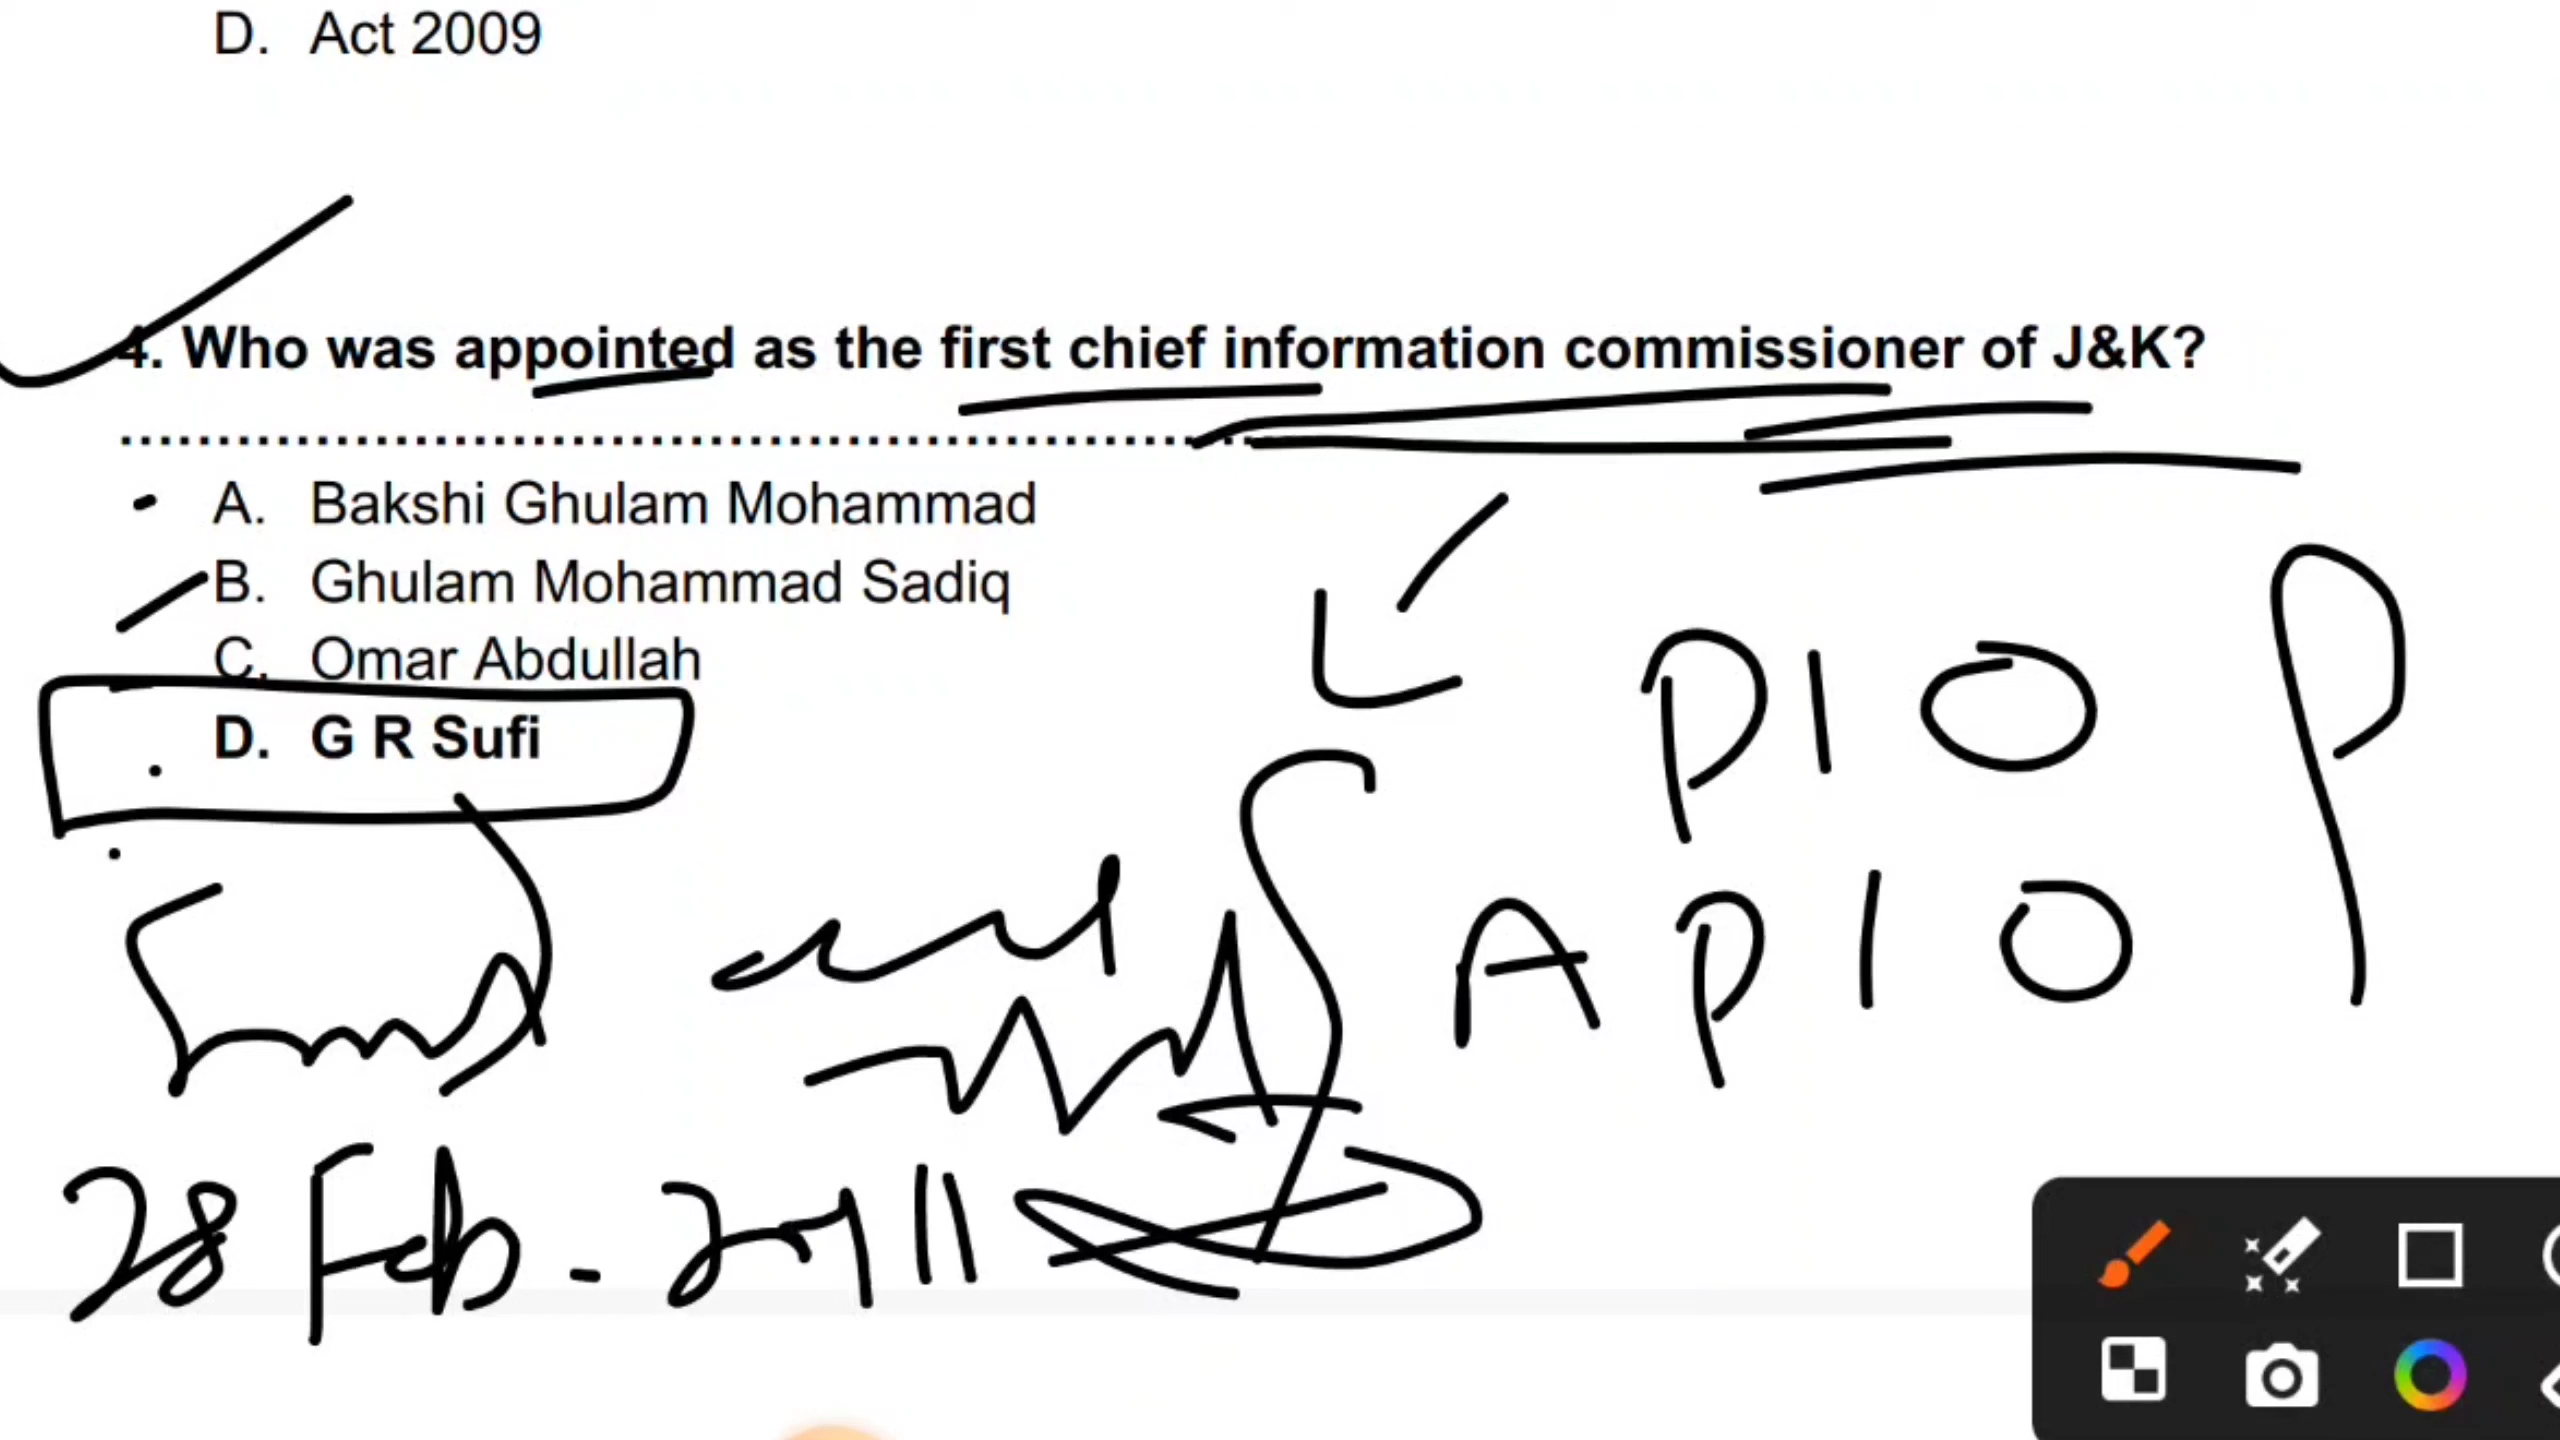 D. Act 2009
4. Who was appointed as the first chief information commissioner of J&K?
................................................................
A. Bakshi Ghulam Mohammad
B. Ghulam Mohammad Sadiq
C. Omar Abdullah
D. G R Sufi
PIO
APIO
28 Feb - 2011